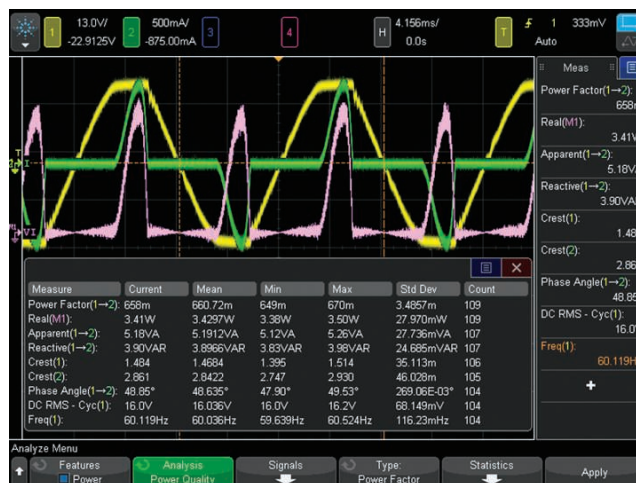 1 13.0V/ 2 500mA/ 3 4 H 4.156ms/ T 1 333mV
-22.9125V -875.00mA 0.0s Auto
Meas
Power Factor(1→2):
658m
Real(M1):
3.41W
Apparent(1→2):
5.18VA
Reactive(1→2):
3.90VAR
Crest(1):
1.48
Crest(2):
2.86
Phase Angle(1→2):
48.85
DC RMS - Cyc(1):
16.0V
Freq(1):
60.119H
T
I
VI
Measure Current Mean Min Max Std Dev Count
Power Factor(1→2): 658m 660.72m 649m 670m 3.4857m 109
Real(M1): 3.41W 3.4297W 3.38W 3.50W 27.970mW 109
Apparent(1→2): 5.18VA 5.1912VA 5.12VA 5.26VA 27.736mVA 107
Reactive(1→2): 3.90VAR 3.8966VAR 3.83VAR 3.98VAR 24.685mVAR 107
Crest(1): 1.484 1.4684 1.395 1.514 35.113m 106
Crest(2): 2.861 2.8422 2.747 2.930 46.028m 105
Phase Angle(1→2): 48.85° 48.635° 47.90° 49.53° 269.06E-03° 104
DC RMS - Cyc(1): 16.0V 16.036V 16.0V 16.2V 68.149mV 104
Freq(1): 60.119Hz 60.036Hz 59.639Hz 60.524Hz 116.23mHz 104
Analyze Menu
Features Analysis Signals Type: Statistics Apply
Power Power Quality Power Factor